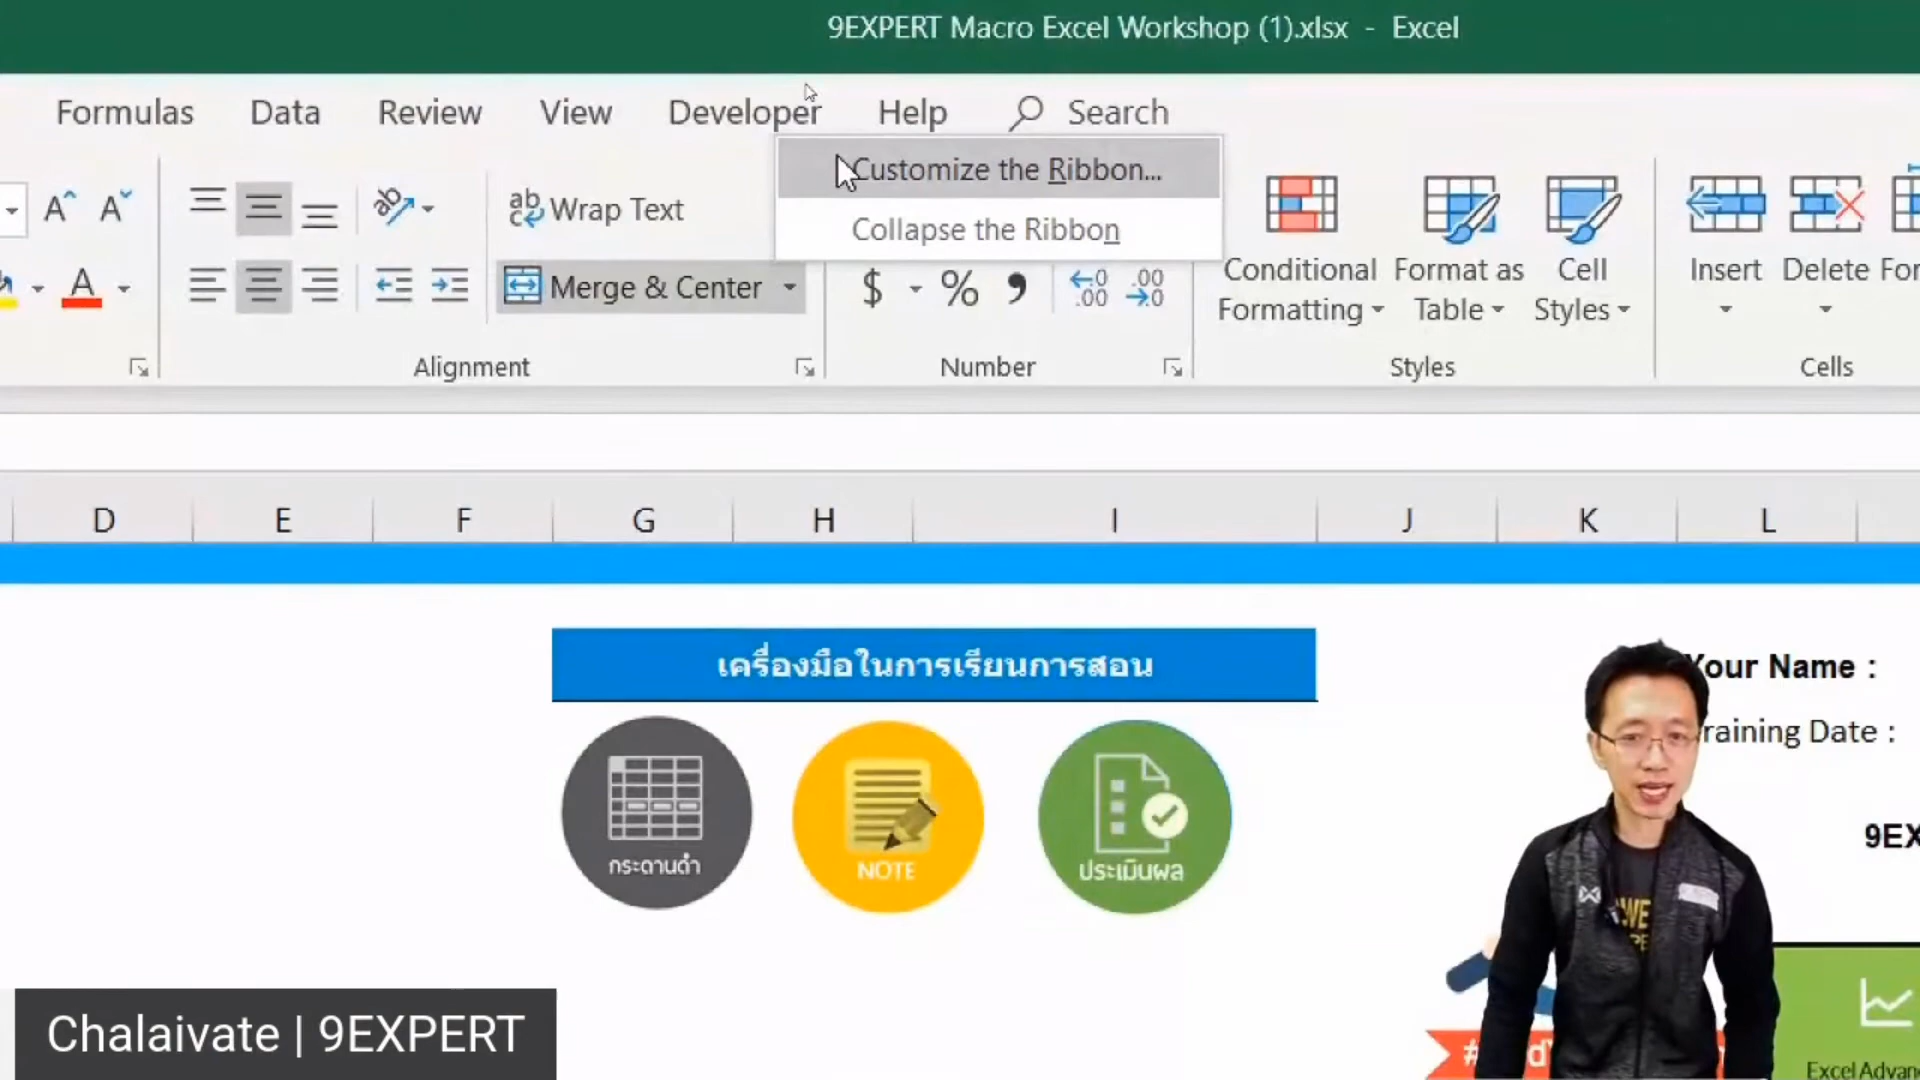 9EXPERT Macro Excel Workshop (1).xlsx - Excel
Formulas Data Review View Developer Help Search
Customize the Ribbon...
Collapse the Ribbon
Wrap Text
Merge & Center
Conditional Formatting
Format as Table
Cell Styles
Insert
Delete
Alignment Number Styles Cells
D E F G H I J K L
เครื่องมือในการเรียนการสอน
กระดานดำ
NOTE
ประเมินผล
Your Name :
raining Date :
9EX
Chalaivate | 9EXPERT
Excel Advan